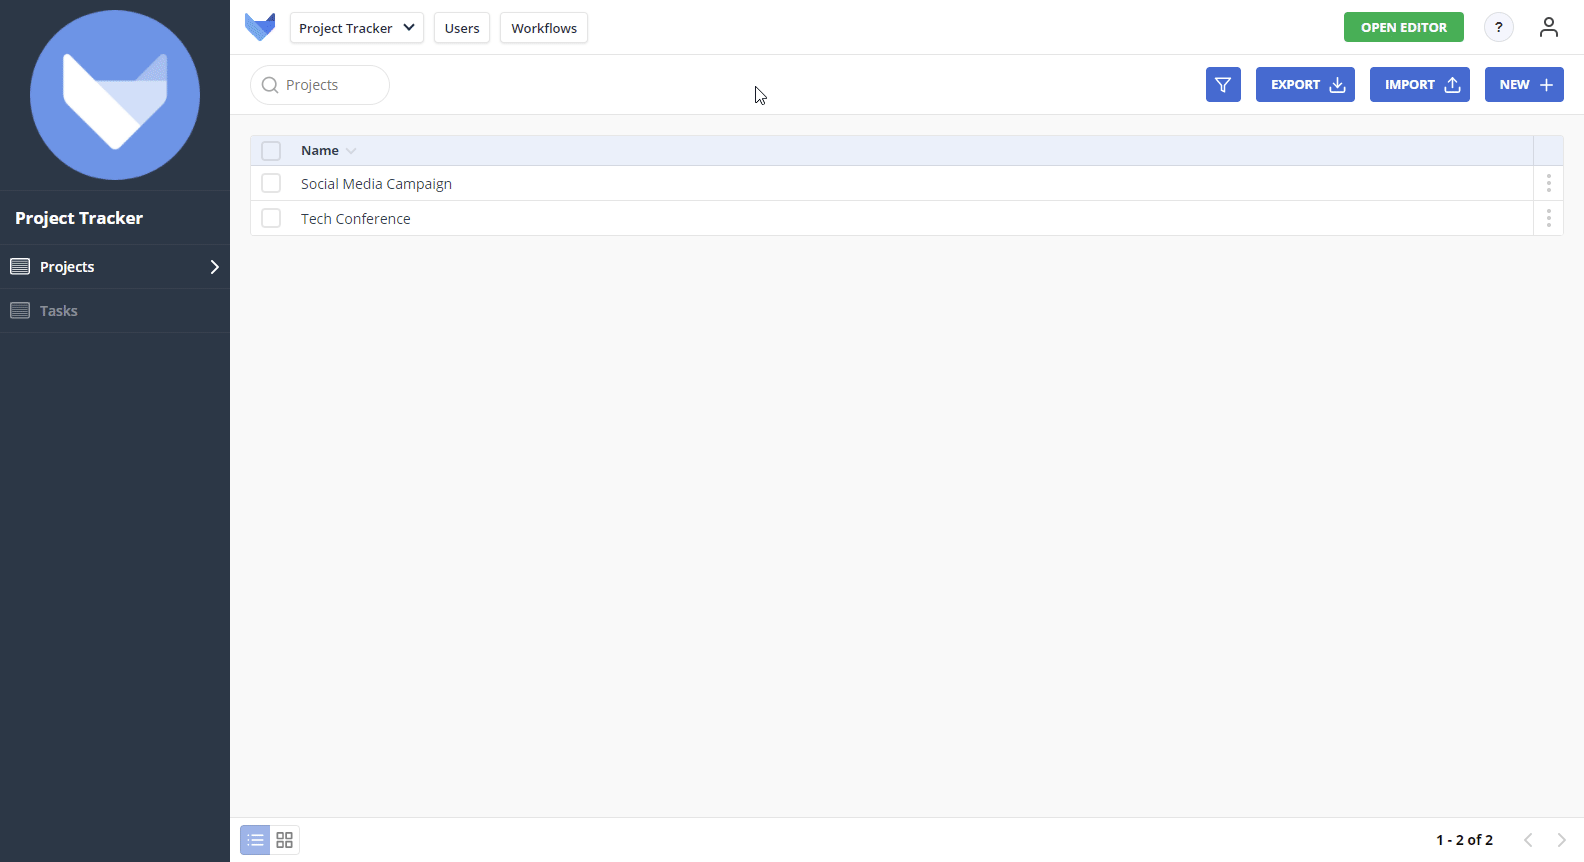 Project Tracker
Users
Workflows
OPEN EDITOR
?
Projects
EXPORT
IMPORT
NEW
Project Tracker
Projects
Tasks
Name
Social Media Campaign
Tech Conference
1 - 2 of 2